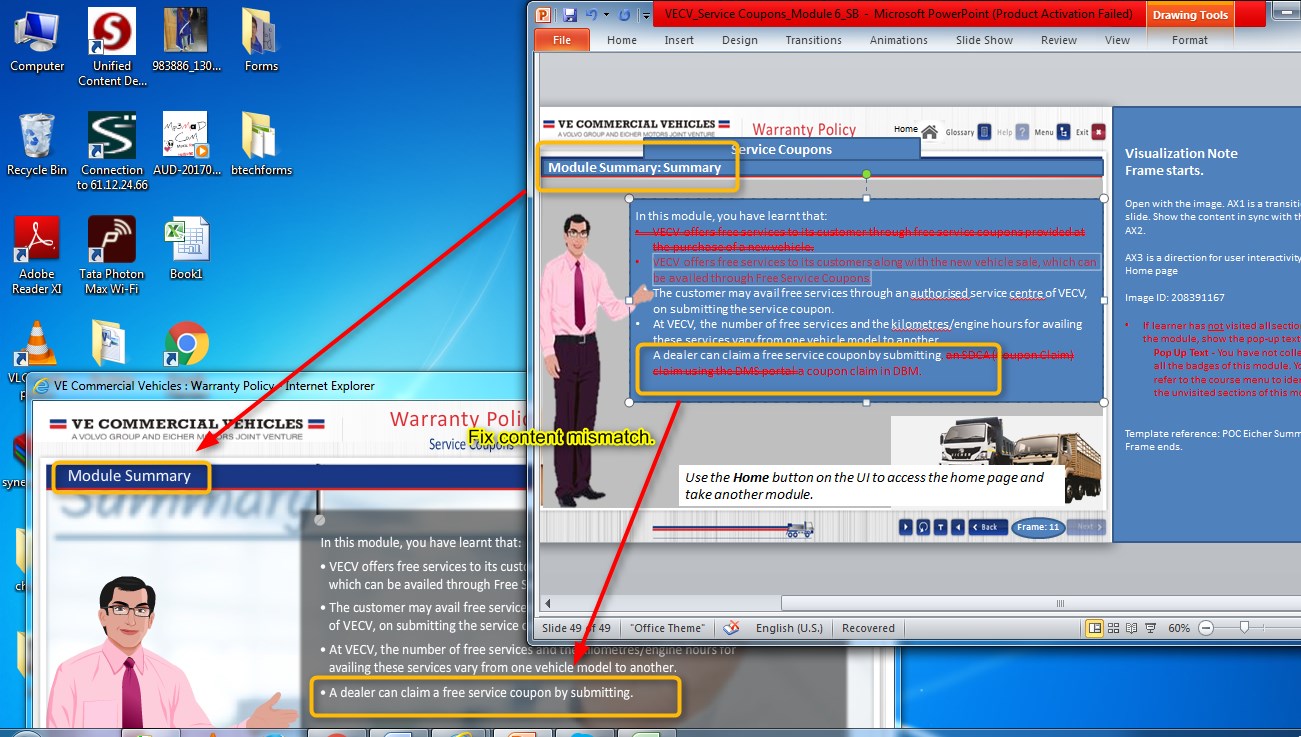 Computer
Unified
Content De...
983886_130...
Forms
Recycle Bin
Connection
to 61.12.24.66
AUD-20170...
btechforms
Adobe
Reader XI
Tata Photon
Max Wi-Fi
Book1
VECV_Service Coupons_Module 6_SB - Microsoft PowerPoint (Product Activation Failed)
Drawing Tools
File
Home
Insert
Design
Transitions
Animations
Slide Show
Review
View
Format
VE COMMERCIAL VEHICLES
A VOLVO GROUP AND EICHER MOTORS JOINT VENTURE
Warranty Policy
Home
Glossary
Help
Menu
Exit
Service Coupons
Module Summary: Summary
In this module, you have learnt that:
• VECV offers free services to its customer through free service coupons provided at
the purchase of a new vehicle.
• VECV offers free services to its customers along with the new vehicle sale, which can
be availed through Free Service Coupons
The customer may avail free services through an authorised service centre of VECV,
on submitting the service coupon.
• At VECV, the number of free services and the kilometres/engine hours for availing
these services vary from one vehicle model to another.
A dealer can claim a free service coupon by submitting an SDCA (Coupon Claim)
claim using the DMS portal a coupon claim in DBM.
Use the Home button on the UI to access the home page and
take another module.
Back
Frame: 11
Next
Visualization Note
Frame starts.
Open with the image. AX1 is a transiti
slide. Show the content in sync with th
AX2.
AX3 is a direction for user interactivity
Home page
Image ID: 208391167
• If learner has not visited all section
the module, show the pop-up text
Pop Up Text - You have not colle
all the badges of this module. Yo
refer to the course menu to iden
the unvisited sections of this mo
Template reference: POC Eicher Summ
Frame ends.
Slide 49 of 49
"Office Theme"
English (U.S.)
Recovered
60%
VE Commercial Vehicles : Warranty Policy - Internet Explorer
VE COMMERCIAL VEHICLES
A VOLVO GROUP AND EICHER MOTORS JOINT VENTURE
Warranty Polic
Service Coupons
Fix content mismatch.
Module Summary
Summary
In this module, you have learnt that:
• VECV offers free services to its custo
which can be availed through Free S
• The customer may avail free service
of VECV, on submitting the service c
• At VECV, the number of free services and the kilometres/engine hours for
availing these services vary from one vehicle model to another.
• A dealer can claim a free service coupon by submitting.